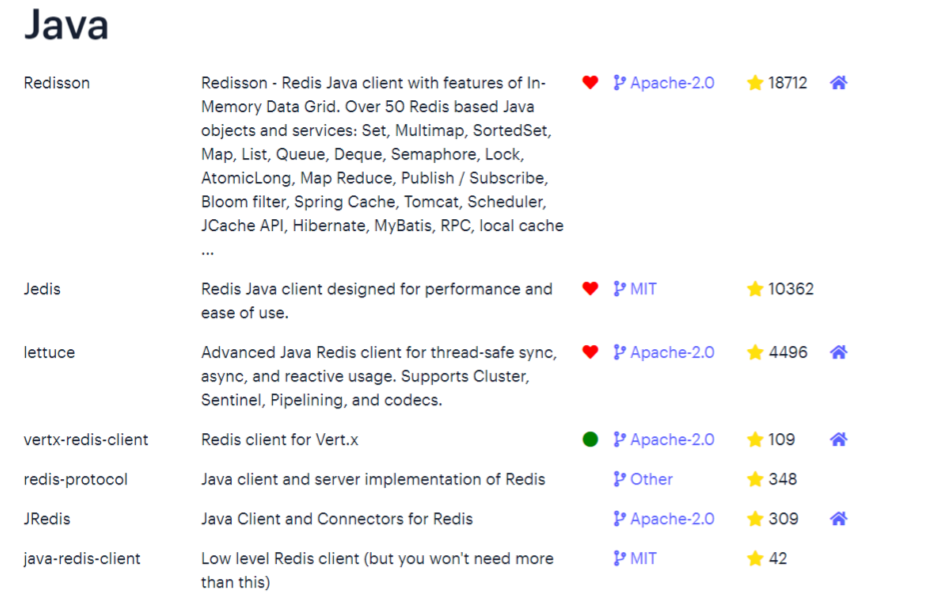 Java
Redisson Redisson - Redis Java client with features of In- Apache-2.0 18712
Memory Data Grid. Over 50 Redis based Java
objects and services: Set, Multimap, SortedSet,
Map, List, Queue, Deque, Semaphore, Lock,
AtomicLong, Map Reduce, Publish / Subscribe,
Bloom filter, Spring Cache, Tomcat, Scheduler,
JCache API, Hibernate, MyBatis, RPC, local cache
...
Jedis Redis Java client designed for performance and MIT 10362
ease of use.
lettuce Advanced Java Redis client for thread-safe sync, Apache-2.0 4496
async, and reactive usage. Supports Cluster,
Sentinel, Pipelining, and codecs.
vertx-redis-client Redis client for Vert.x Apache-2.0 109
redis-protocol Java client and server implementation of Redis Other 348
JRedis Java Client and Connectors for Redis Apache-2.0 309
java-redis-client Low level Redis client (but you won't need more MIT 42
than this)